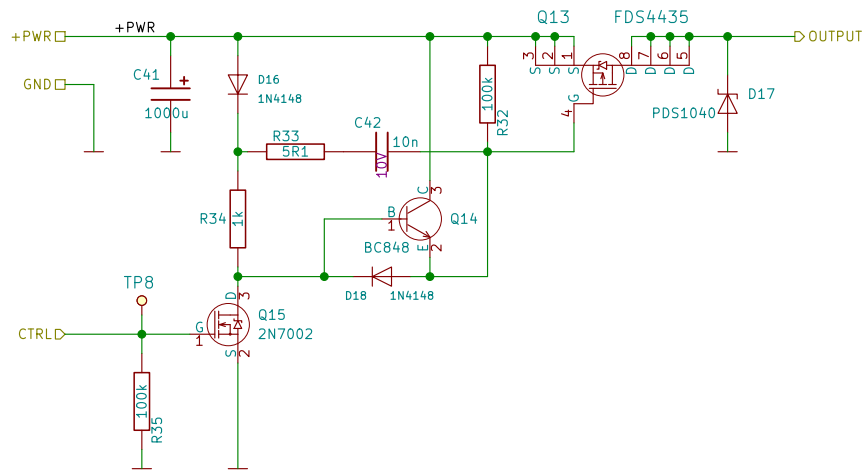 Q13 FDS4435
+PWR +PWR OUTPUT
3 2 1 8 7 6 5
S S S D D D D
C41 + D16 G D17
GND 1N4148 100k 4 PDS1040
1000u R32
C42
R33 10n
5R1 10V
R34 1k C 3
B Q14
1
BC848 E 2
TP8 D18 1N4148
D 3
Q15
CTRL G 2N7002
1
S 2
100k
R35